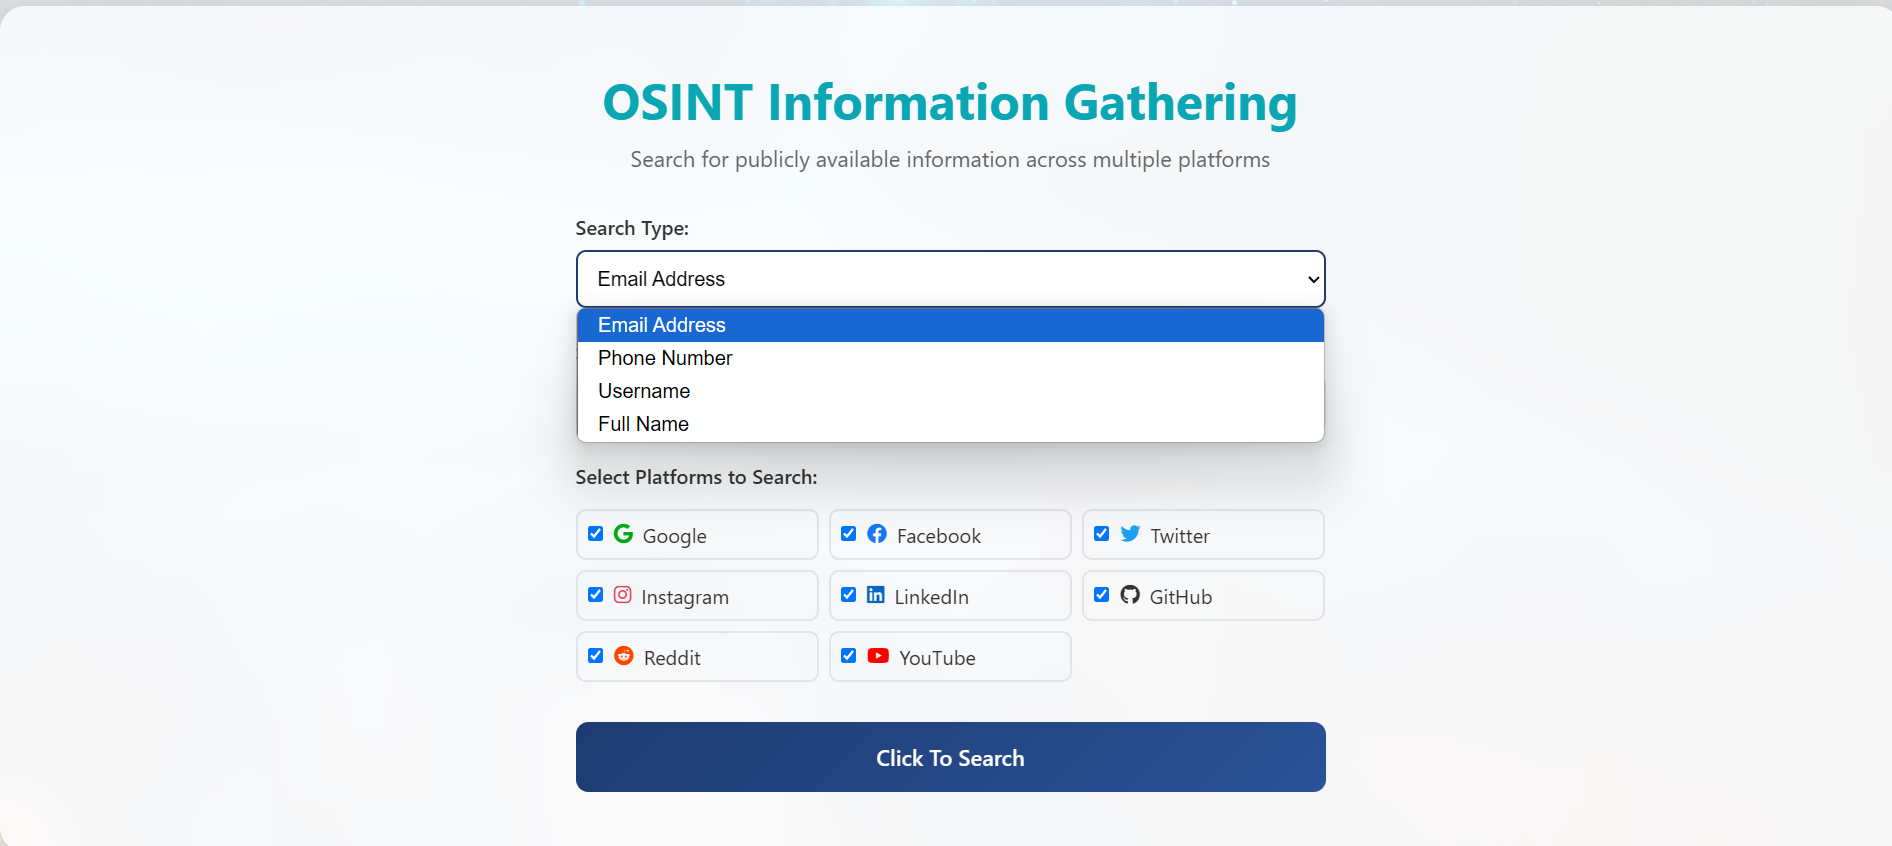 OSINT Information Gathering
Search for publicly available information across multiple platforms
Search Type:
Email Address
Email Address
Phone Number
Username
Full Name
Select Platforms to Search:
Google
Facebook
Twitter
Instagram
LinkedIn
GitHub
Reddit
YouTube
Click To Search